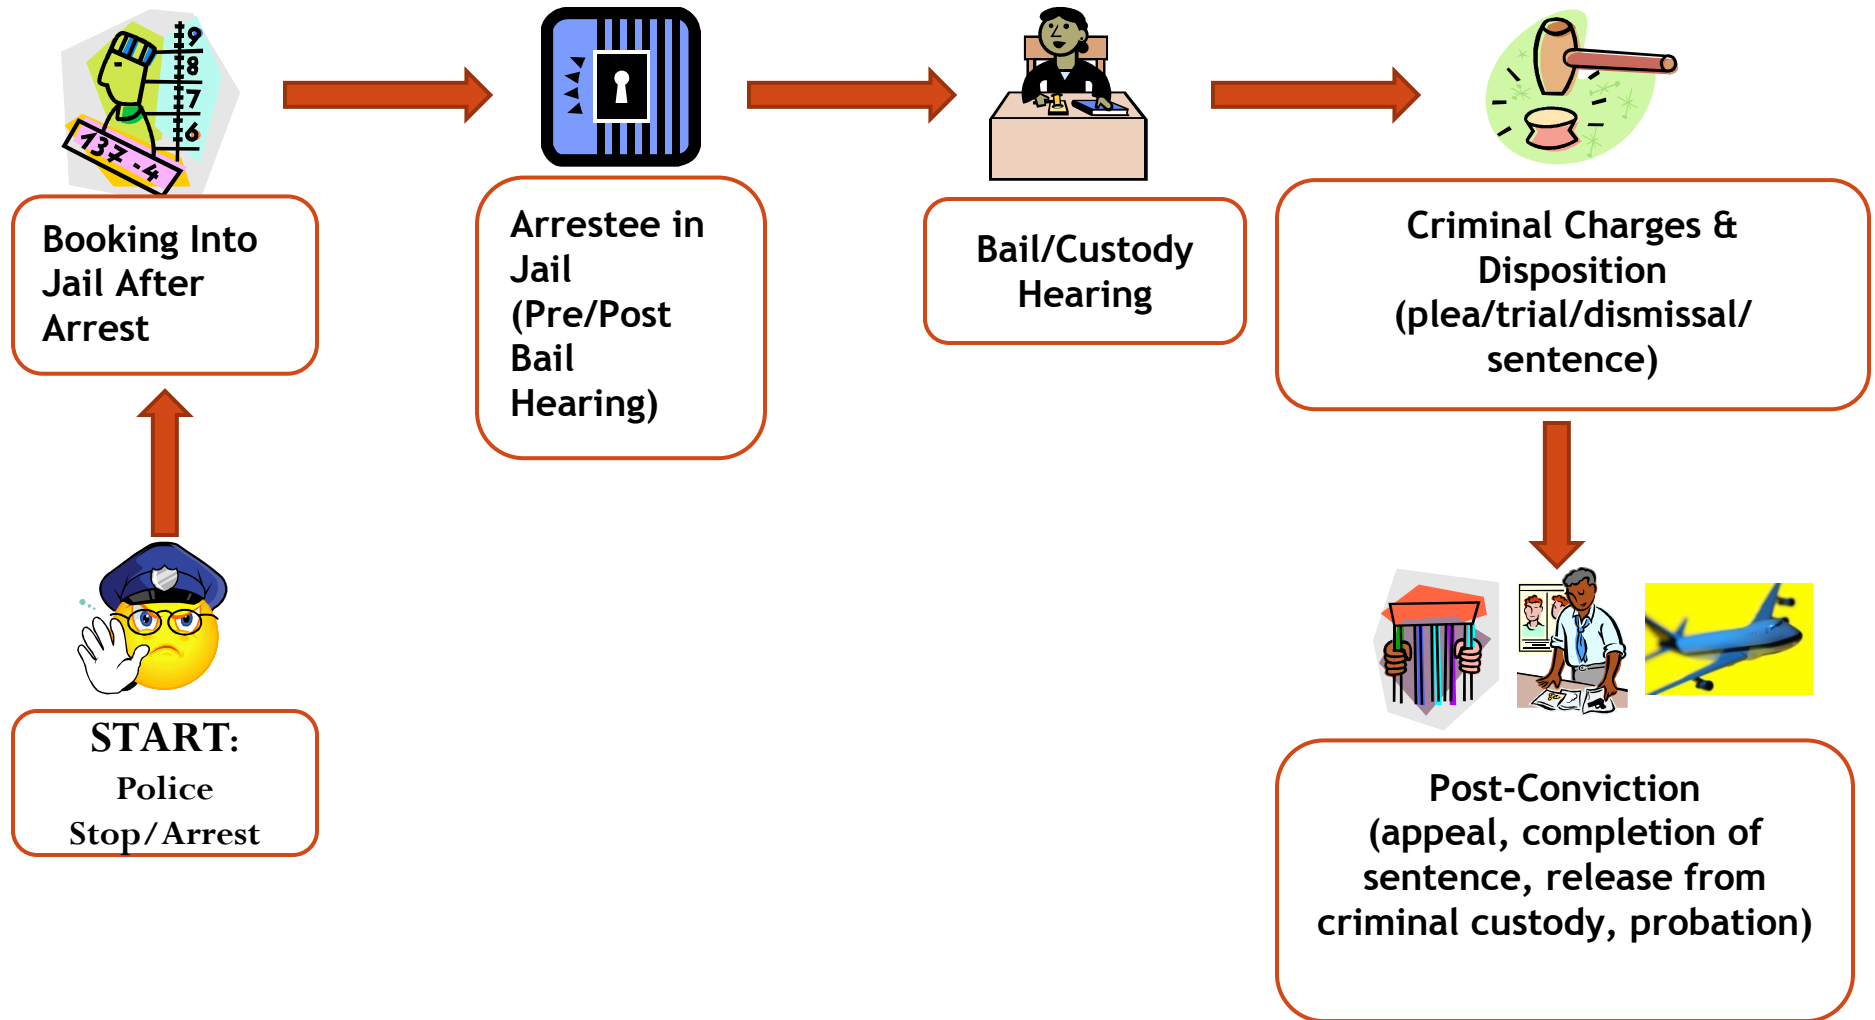 9
8
7
6
137-4
Booking Into
Jail After
Arrest
Arrestee in
Jail
(Pre/Post
Bail
Hearing)
Bail/Custody
Hearing
Criminal Charges &
Disposition
(plea/trial/dismissal/
sentence)
START:
Police
Stop/Arrest
Post-Conviction
(appeal, completion of
sentence, release from
criminal custody, probation)